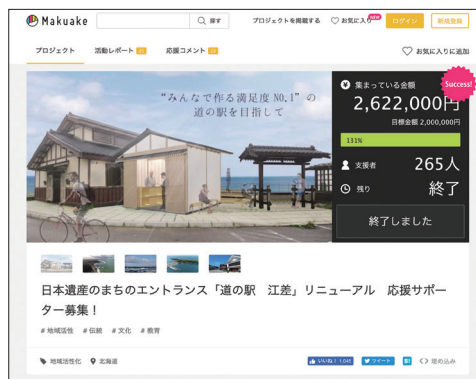 Makuake
探す
プロジェクトを掲載する
お気に入り
NEW
ログイン
新規登録
プロジェクト
活動レポート
応援コメント
お気に入りに追加
"みんなで作る満足度NO.1"の
道の駅を目指して
集まっている金額
Success!
2,622,000円
目標金額 2,000,000円
131%
支援者
265人
残り
終了
終了しました
日本遺産のまちのエントランス「道の駅　江差」リニューアル　応援サポー
ター募集！
# 地域活性 # 伝統 # 文化 # 教育
地域活性化
北海道
いいね！ 1,045
ツイート
B!
埋め込み